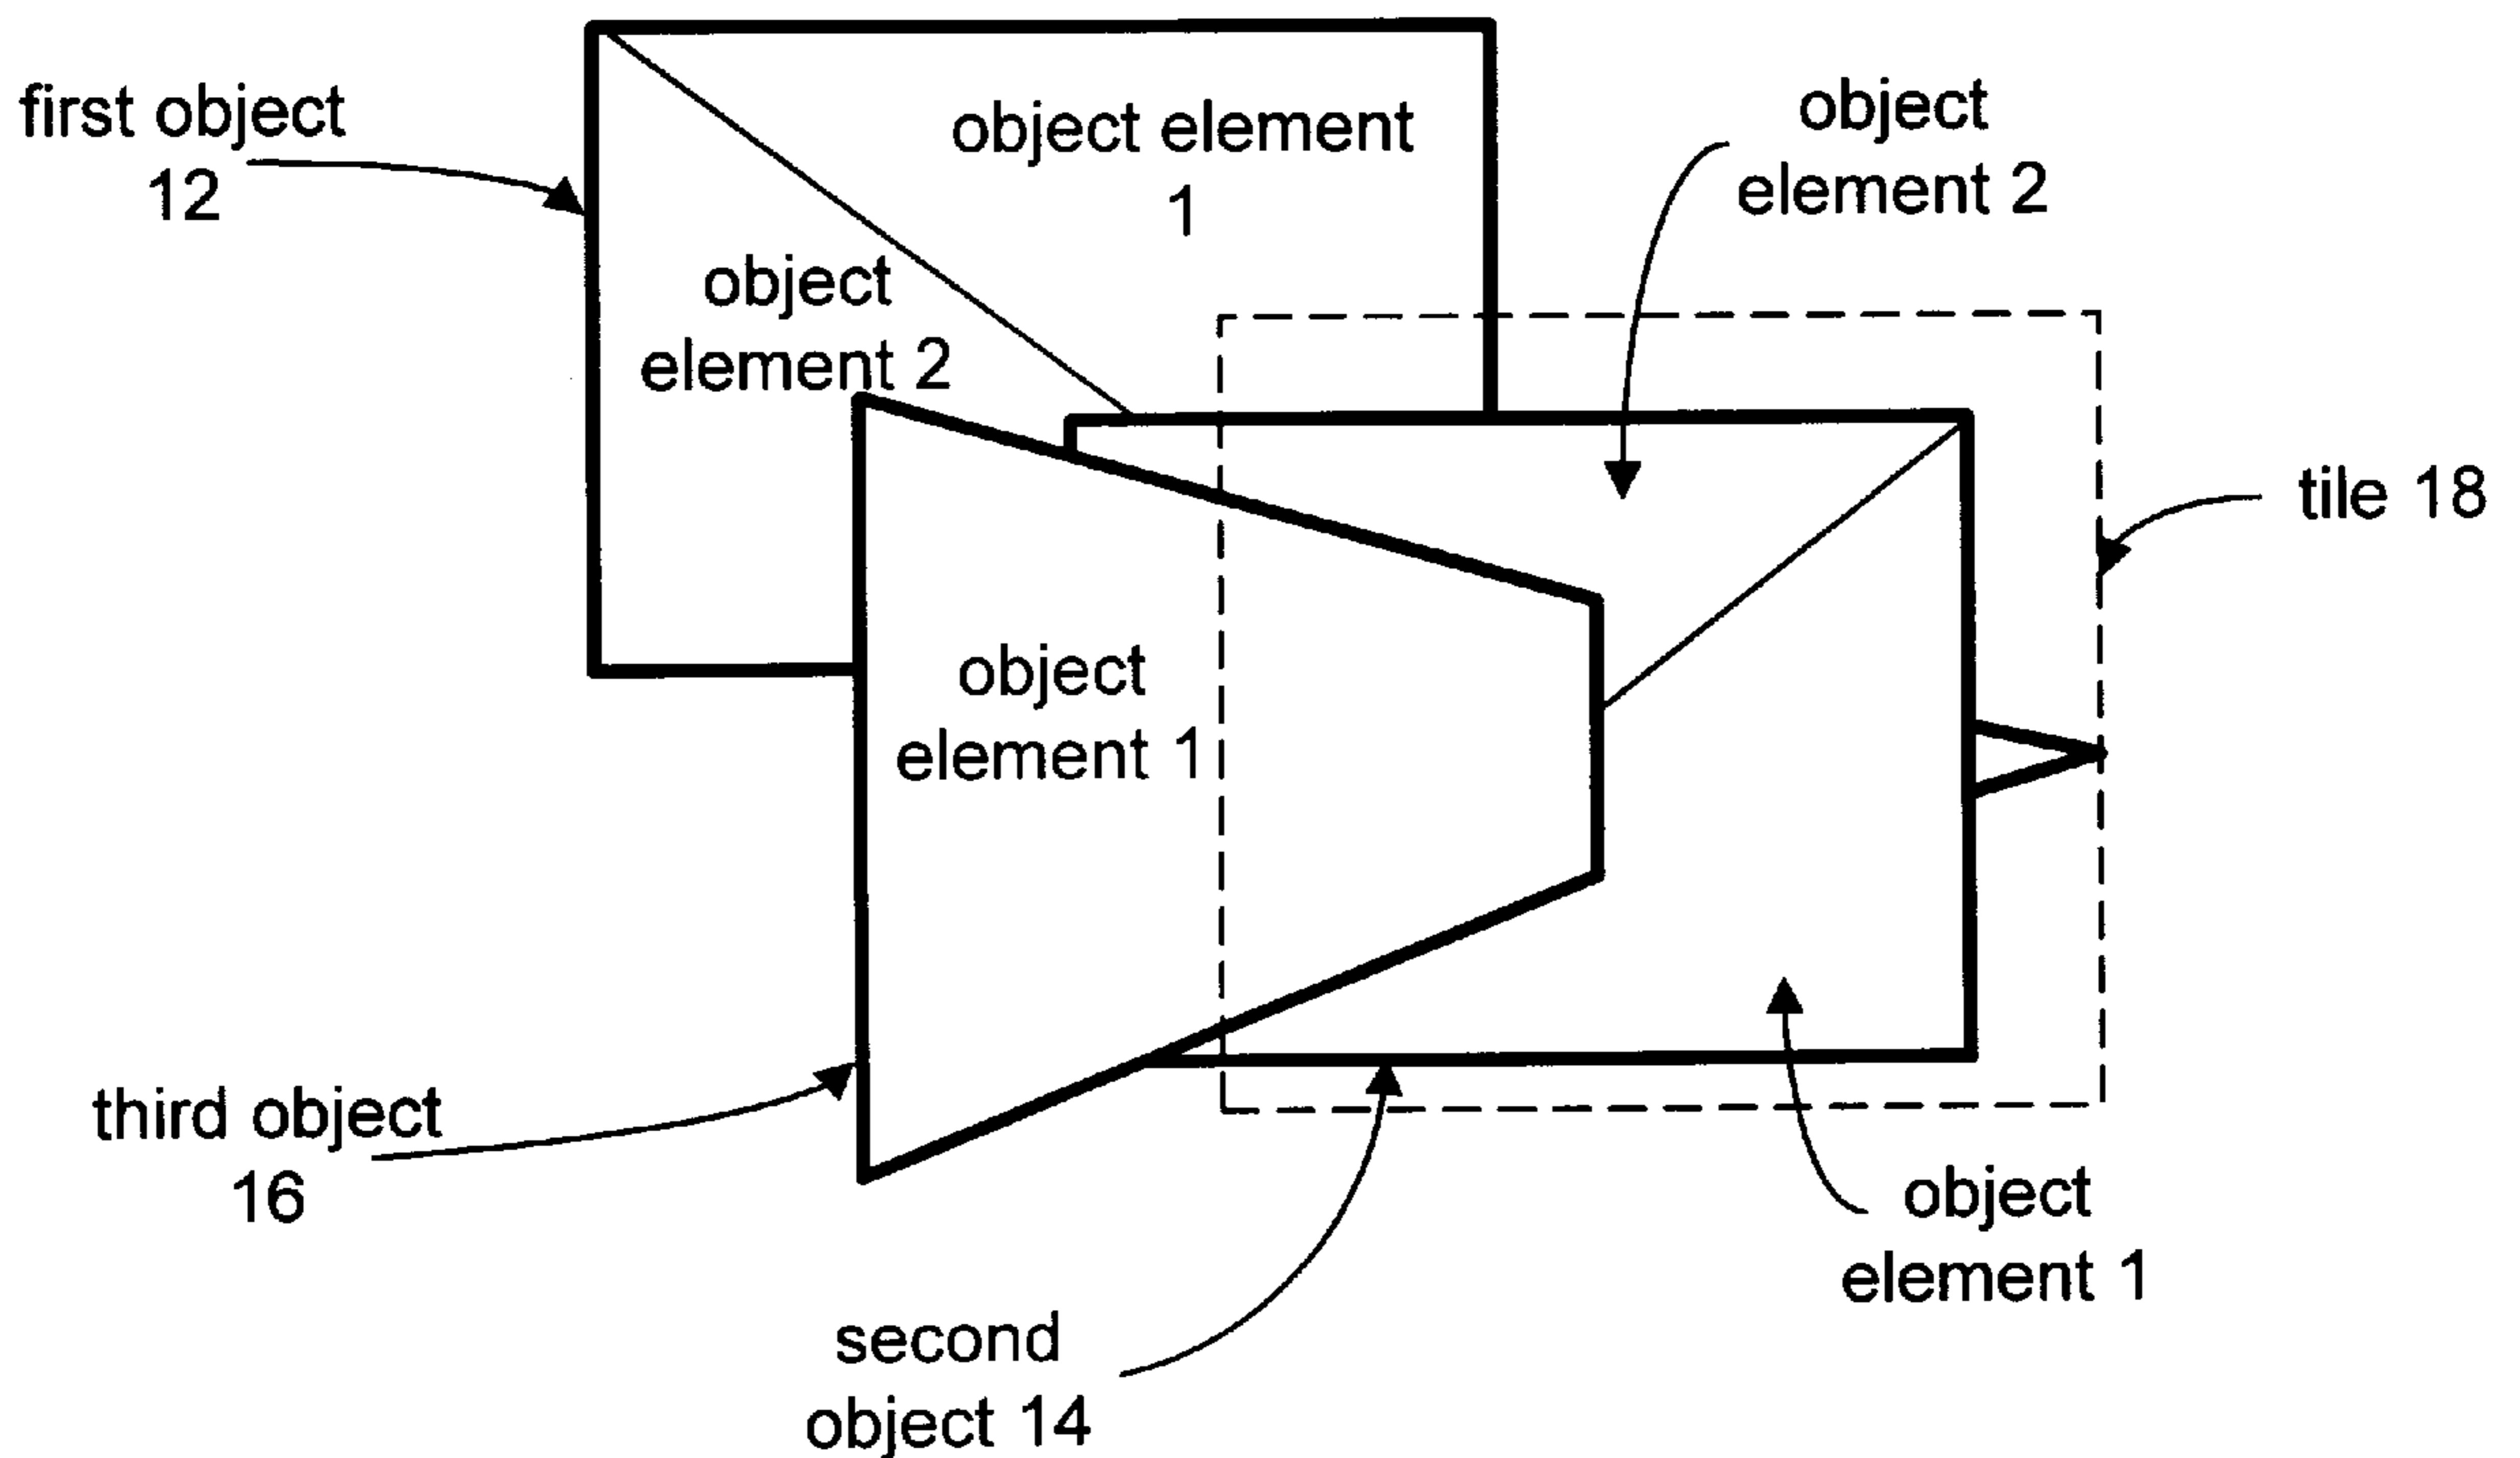 first object
12
object element
1
object
element 2
object
element 2
tile 18
object
element 1
third object
16
object
element 1
second
object 14